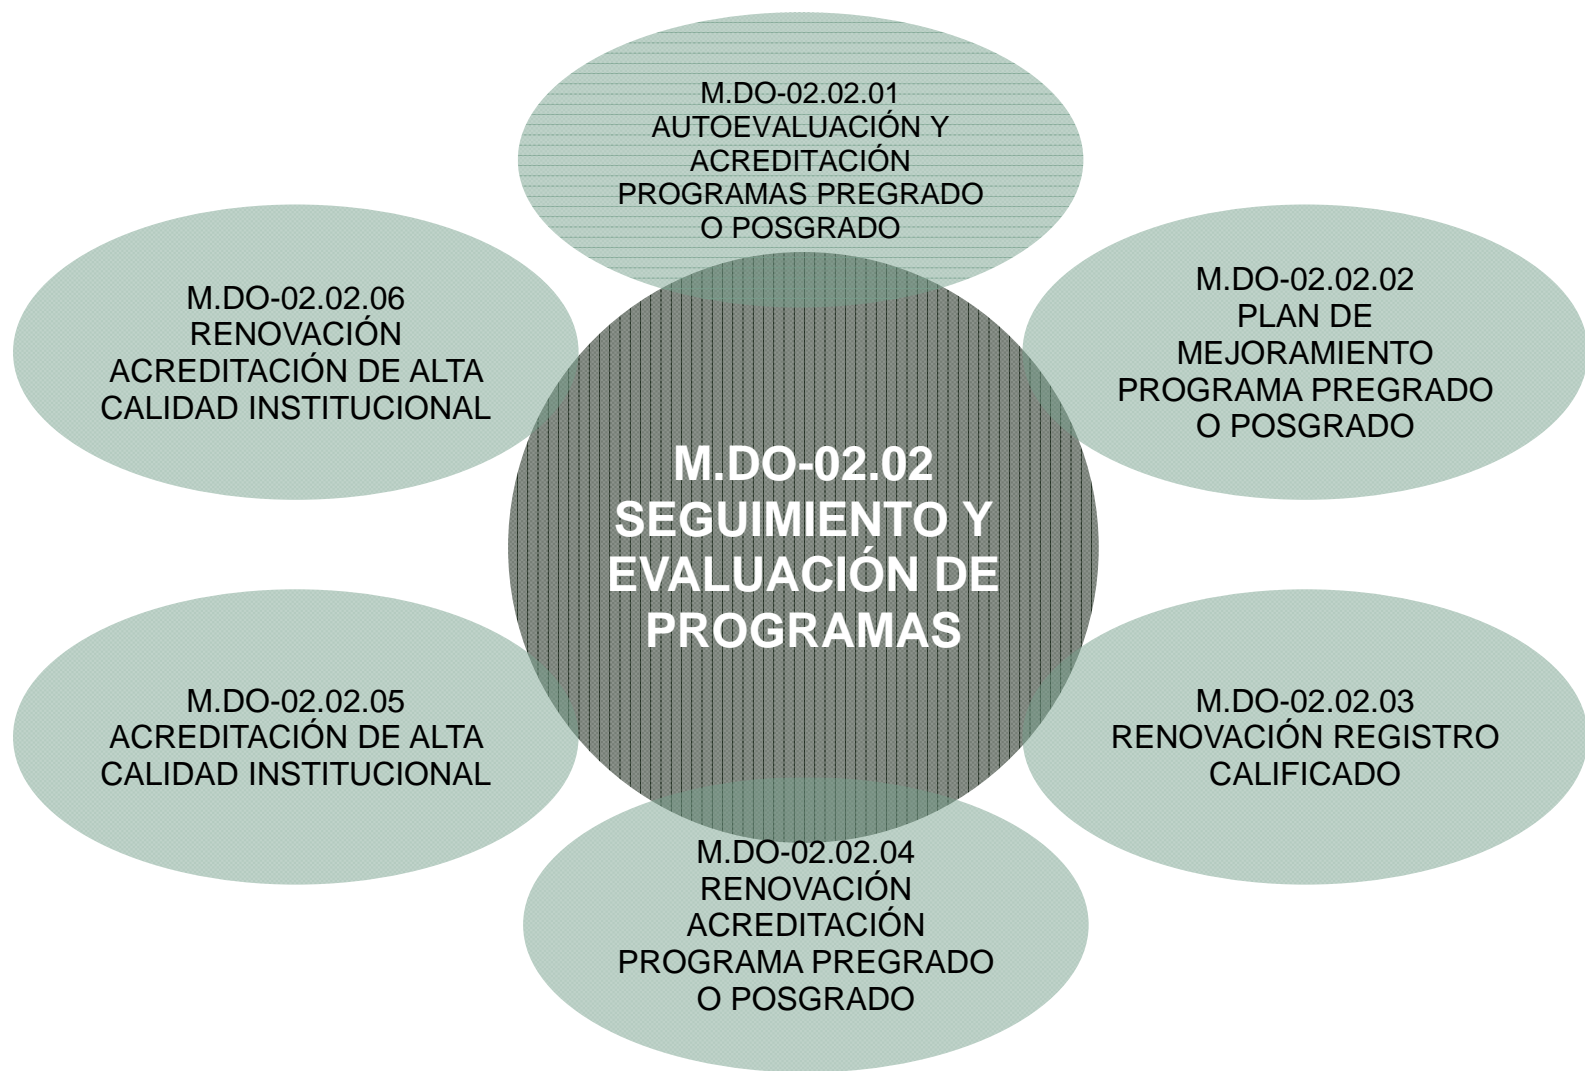 M.DO-02.02.01
AUTOEVALUACIÓN Y
ACREDITACIÓN
PROGRAMAS PREGRADO
O POSGRADO
M.DO-02.02.02
PLAN DE
MEJORAMIENTO
PROGRAMA PREGRADO
O POSGRADO
M.DO-02.02.03
RENOVACIÓN REGISTRO
CALIFICADO
M.DO-02.02.04
RENOVACIÓN
ACREDITACIÓN
PROGRAMA PREGRADO
O POSGRADO
M.DO-02.02.05
ACREDITACIÓN DE ALTA
CALIDAD INSTITUCIONAL
M.DO-02.02.06
RENOVACIÓN
ACREDITACIÓN DE ALTA
CALIDAD INSTITUCIONAL
M.DO-02.02
SEGUIMIENTO Y
EVALUACIÓN DE
PROGRAMAS